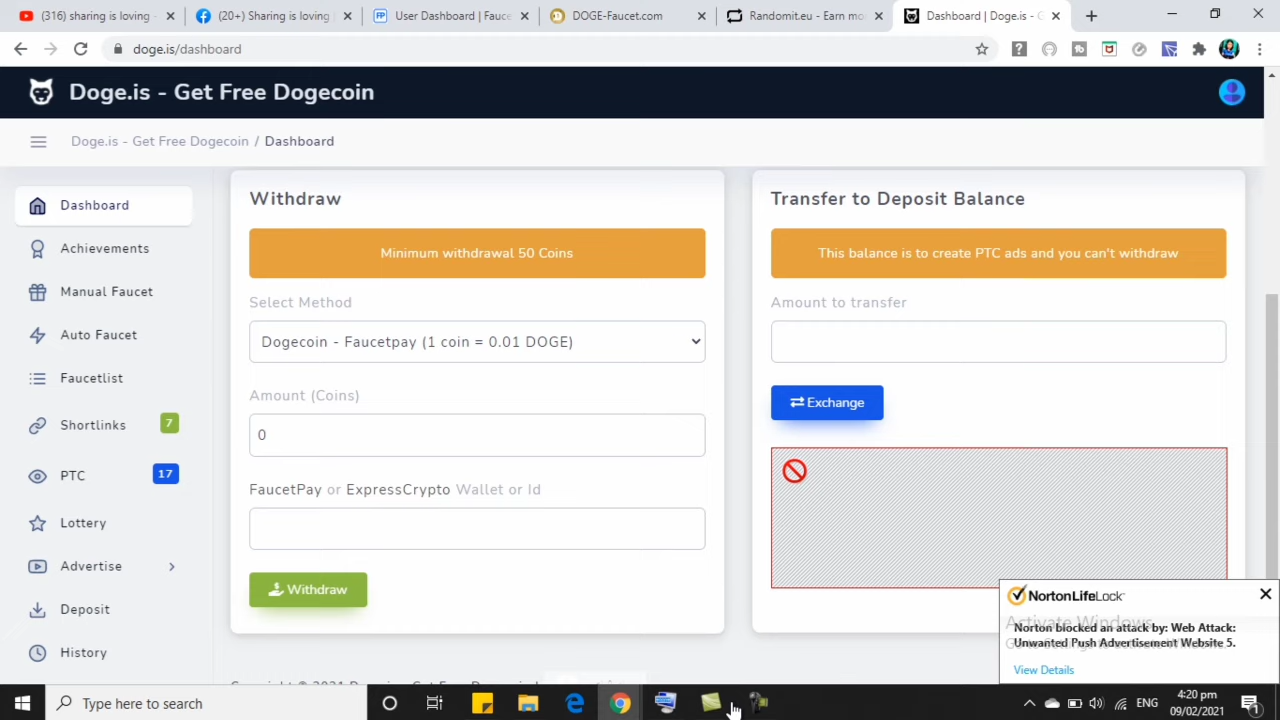 (316) sharing is loving -
(20+) Sharing is loving
User Dashboard | Fauce
DOGE-Faucet.com
Randomit.eu - Earn mo
Dashboard | Doge.is - G
doge.is/dashboard
Doge.is - Get Free Dogecoin
Doge.is - Get Free Dogecoin / Dashboard
Dashboard
Achievements
Manual Faucet
Auto Faucet
Faucetlist
Shortlinks 7
PTC 17
Lottery
Advertise
Deposit
History
Withdraw
Minimum withdrawal 50 Coins
Select Method
Dogecoin - Faucetpay (1 coin = 0.01 DOGE)
Amount (Coins)
0
FaucetPay or ExpressCrypto Wallet or Id
Withdraw
Transfer to Deposit Balance
This balance is to create PTC ads and you can't withdraw
Amount to transfer
Exchange
NortonLifeLock
Activate Windows
Norton blocked an attack by: Web Attack:
Unwanted Push Advertisement Website 5.
View Details
Type here to search
ENG
4:20 pm
09/02/2021
1